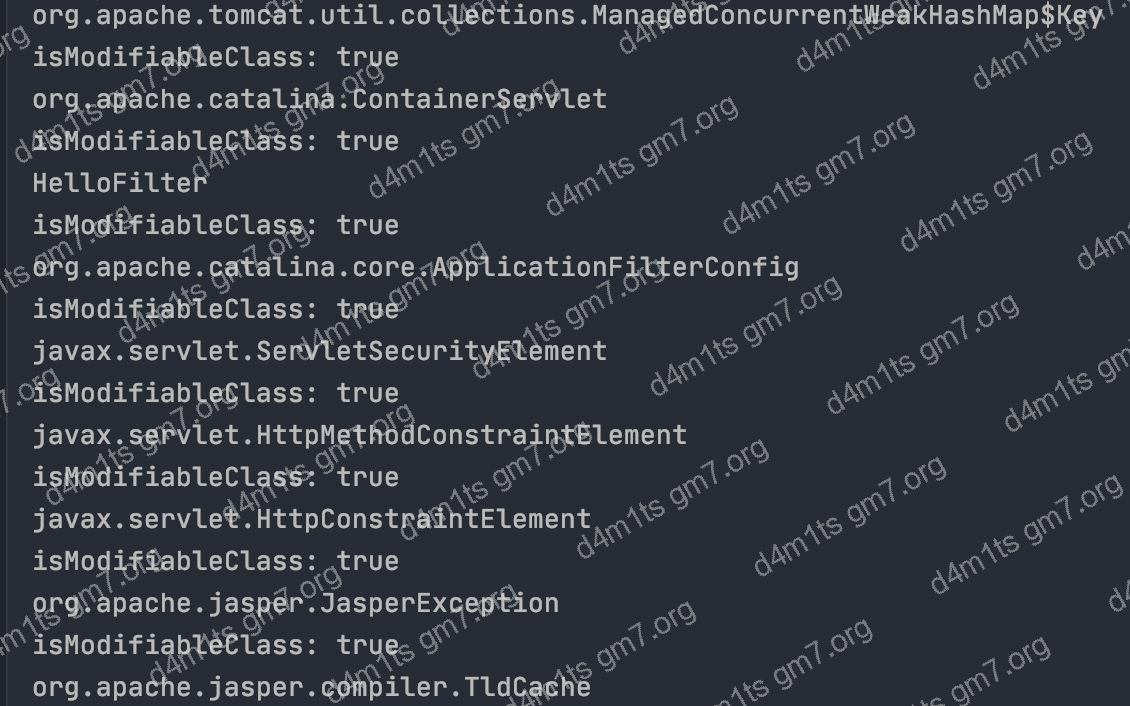 org.apache.tomcat.util.collections.ManagedConcurrentWeakHashMap$Key
isModifiableClass: true
org.apache.catalina.ContainerServlet
isModifiableClass: true
HelloFilter
isModifiableClass: true
org.apache.catalina.core.ApplicationFilterConfig
isModifiableClass: true
javax.servlet.ServletSecurityElement
isModifiableClass: true
javax.servlet.HttpMethodConstraintElement
isModifiableClass: true
javax.servlet.HttpConstraintElement
isModifiableClass: true
org.apache.jasper.JasperException
isModifiableClass: true
org.apache.jasper.compiler.TldCache
d4m1ts gm7.org